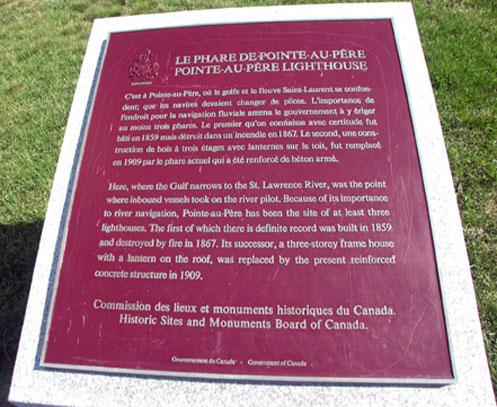 LE PHARE DE POINTE-AU-PÈRE
POINTE-AU-PÈRE LIGHTHOUSE
C'est à Pointe-au-Père, où le golfe et le fleuve Saint-Laurent se confon-
dent; que les navires devaient changer de pilote. L'importance de
l'endroit pour la navigation fluviale amena le gouvernement à y ériger
au moins trois phares. Le premier qu'on connaisse avec certitude fut
bâti en 1859 mais détruit dans un incendie en 1867. Le second, une cons-
truction de bois à trois étages avec lanternes sur le toit, fut remplacé
en 1909 par le phare actuel qui a été renforcé de béton armé.
Here, where the Gulf narrows to the St. Lawrence River, was the point
where inbound vessels took on the river pilot. Because of its importance
to river navigation, Pointe-au-Père has been the site of at least three
lighthouses. The first of which there is definite record was built in 1859
and destroyed by fire in 1867. Its successor, a three-storey frame house
with a lantern on the roof, was replaced by the present reinforced
concrete structure in 1909.
Commission des lieux et monuments historiques du Canada.
Historic Sites and Monuments Board of Canada.
Gouvernement du Canada - Government of Canada